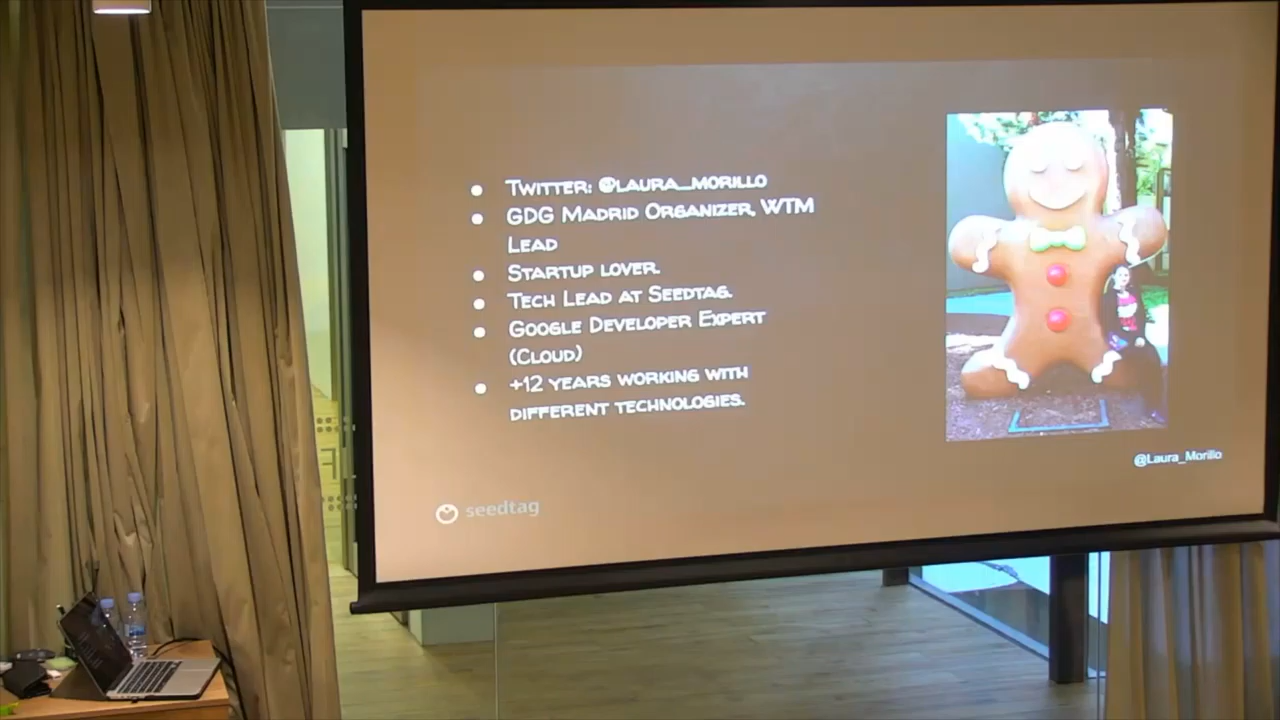 Twitter: @laura_morillo
GDG Madrid Organizer, WTM
Lead
Startup lover.
Tech Lead at Seedtag.
Google Developer Expert
(Cloud)
+12 years working with
different technologies.
@Laura_Morillo
seedtag